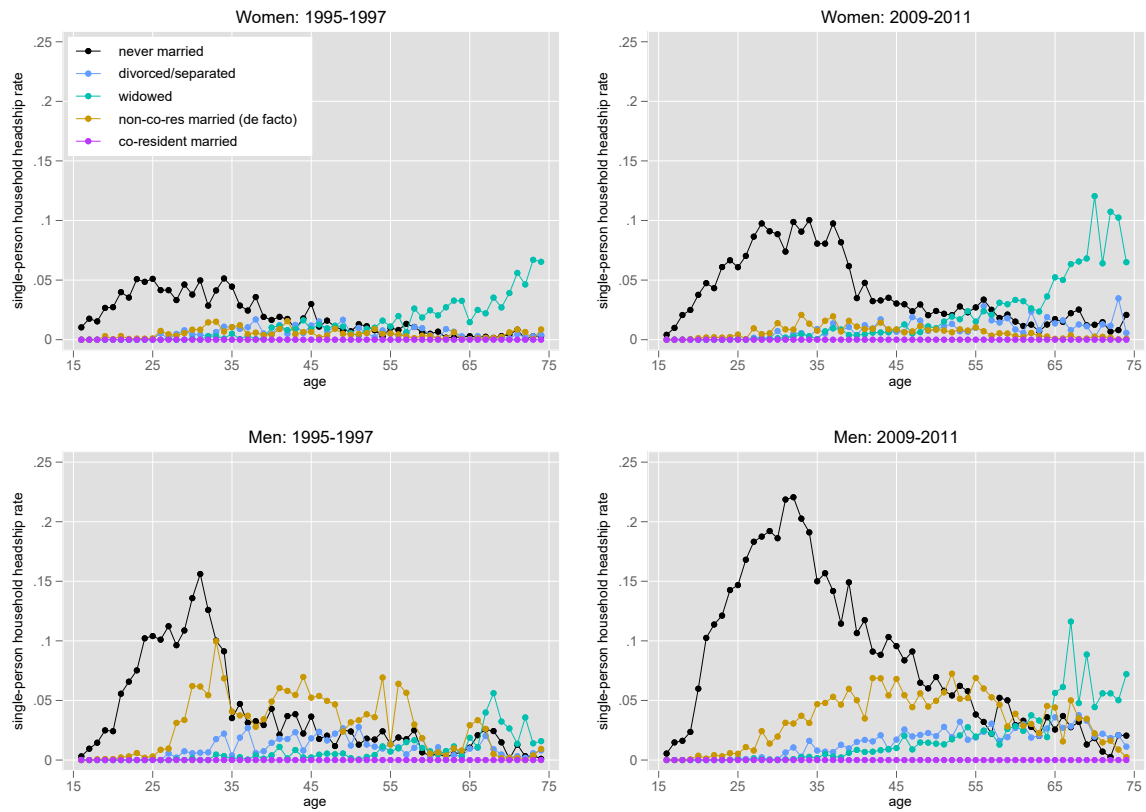 Women: 1995-1997
single-person household headship rate
.25
.2
.15
.1
.05
0
never married
divorced/separated
widowed
non-co-res married (de facto)
co-resident married
15 25 35 45 55 65 75
age
Women: 2009-2011
single-person household headship rate
.25
.2
.15
.1
.05
0
15 25 35 45 55 65 75
age
Men: 1995-1997
single-person household headship rate
.25
.2
.15
.1
.05
0
15 25 35 45 55 65 75
age
Men: 2009-2011
single-person household headship rate
.25
.2
.15
.1
.05
0
15 25 35 45 55 65 75
age